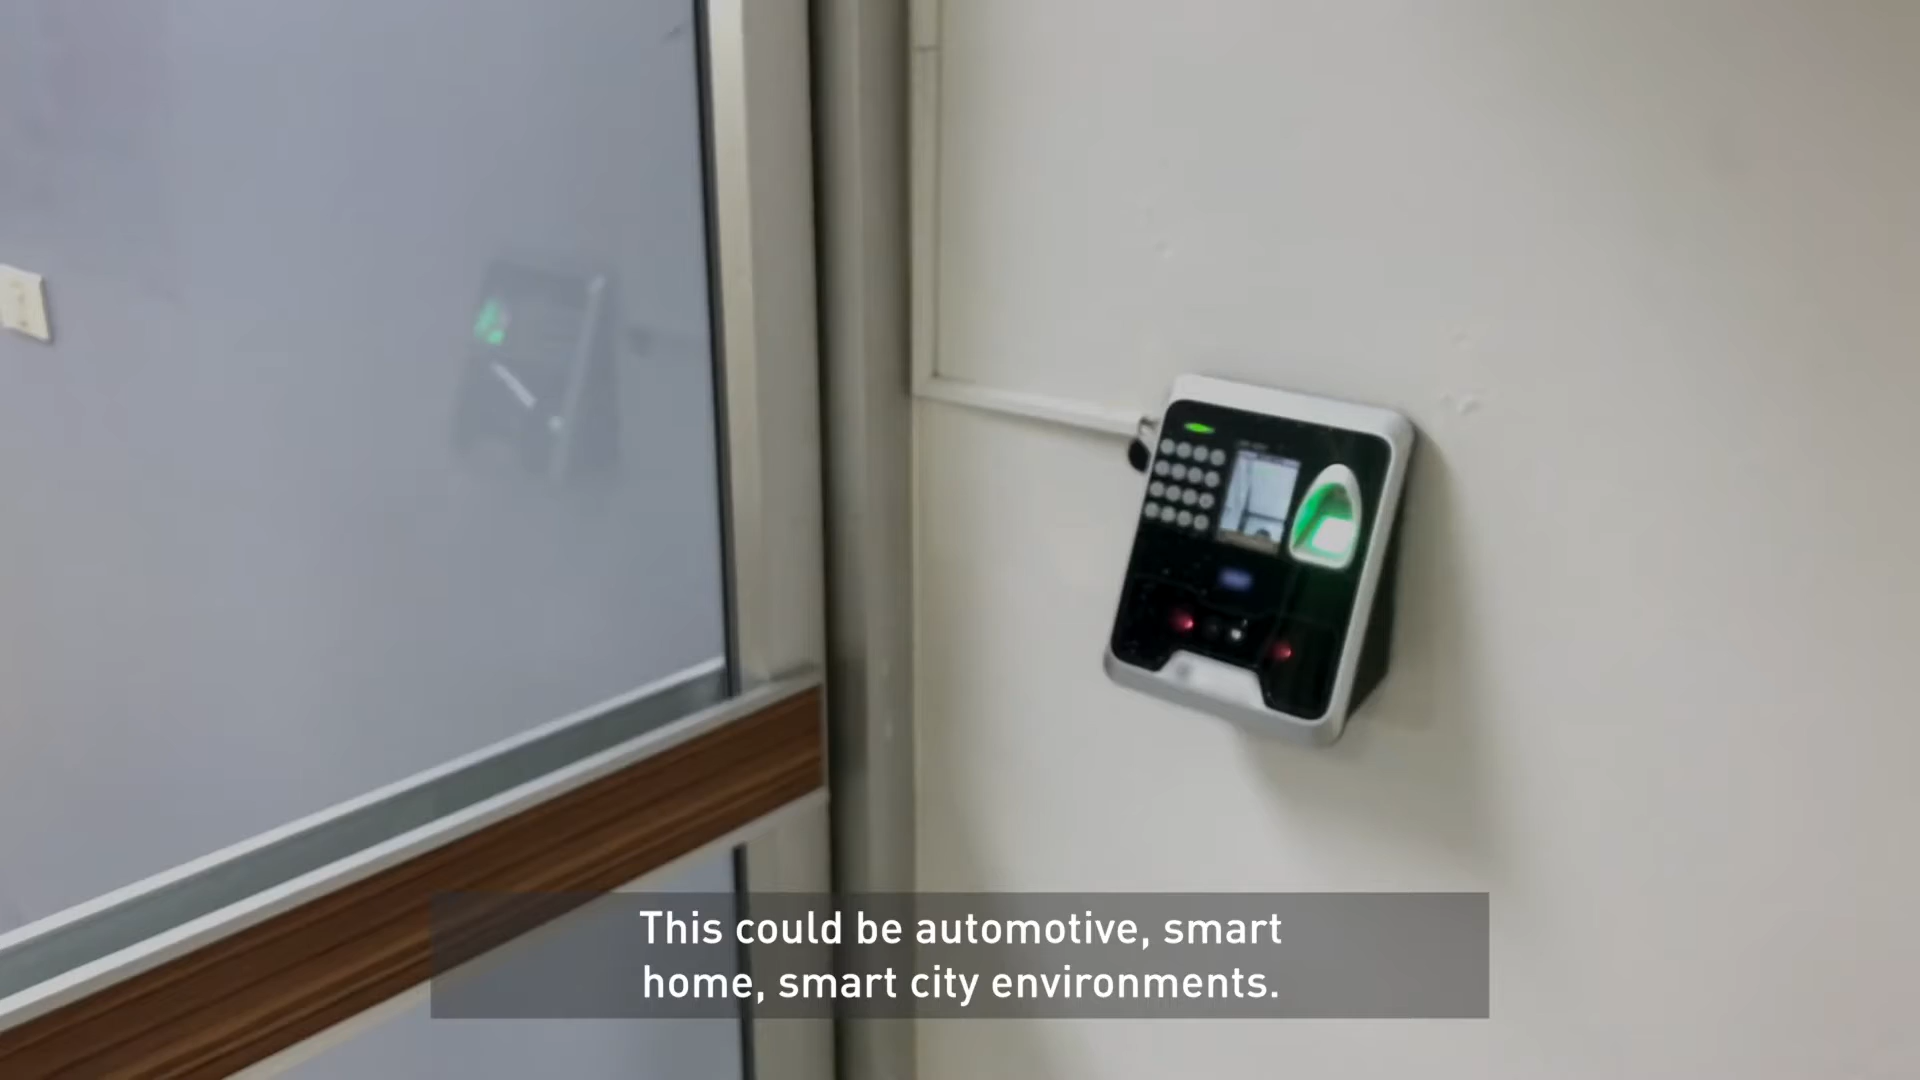 This could be automotive, smart
home, smart city environments.